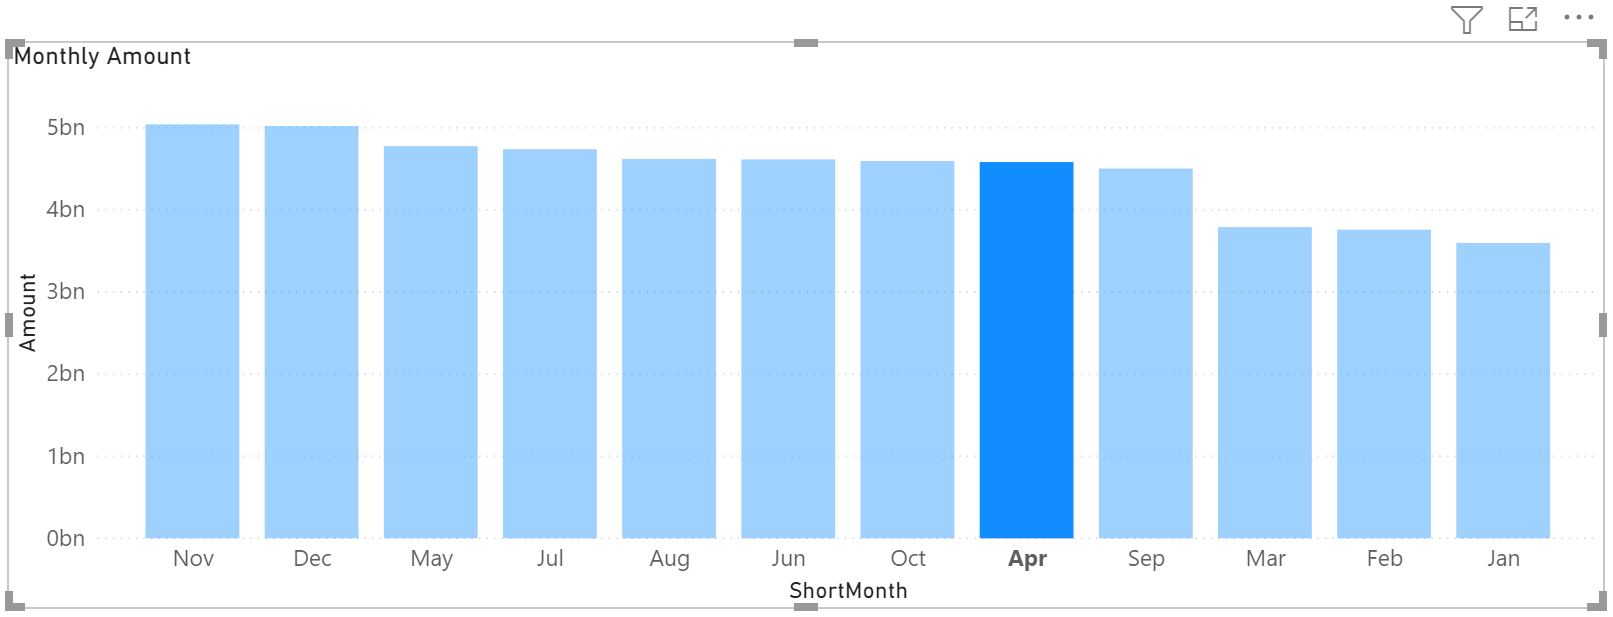 Monthly Amount
5bn
4bn
3bn
2bn
1bn
0bn
Amount
Nov Dec May Jul Aug Jun Oct Apr Sep Mar Feb Jan
ShortMonth